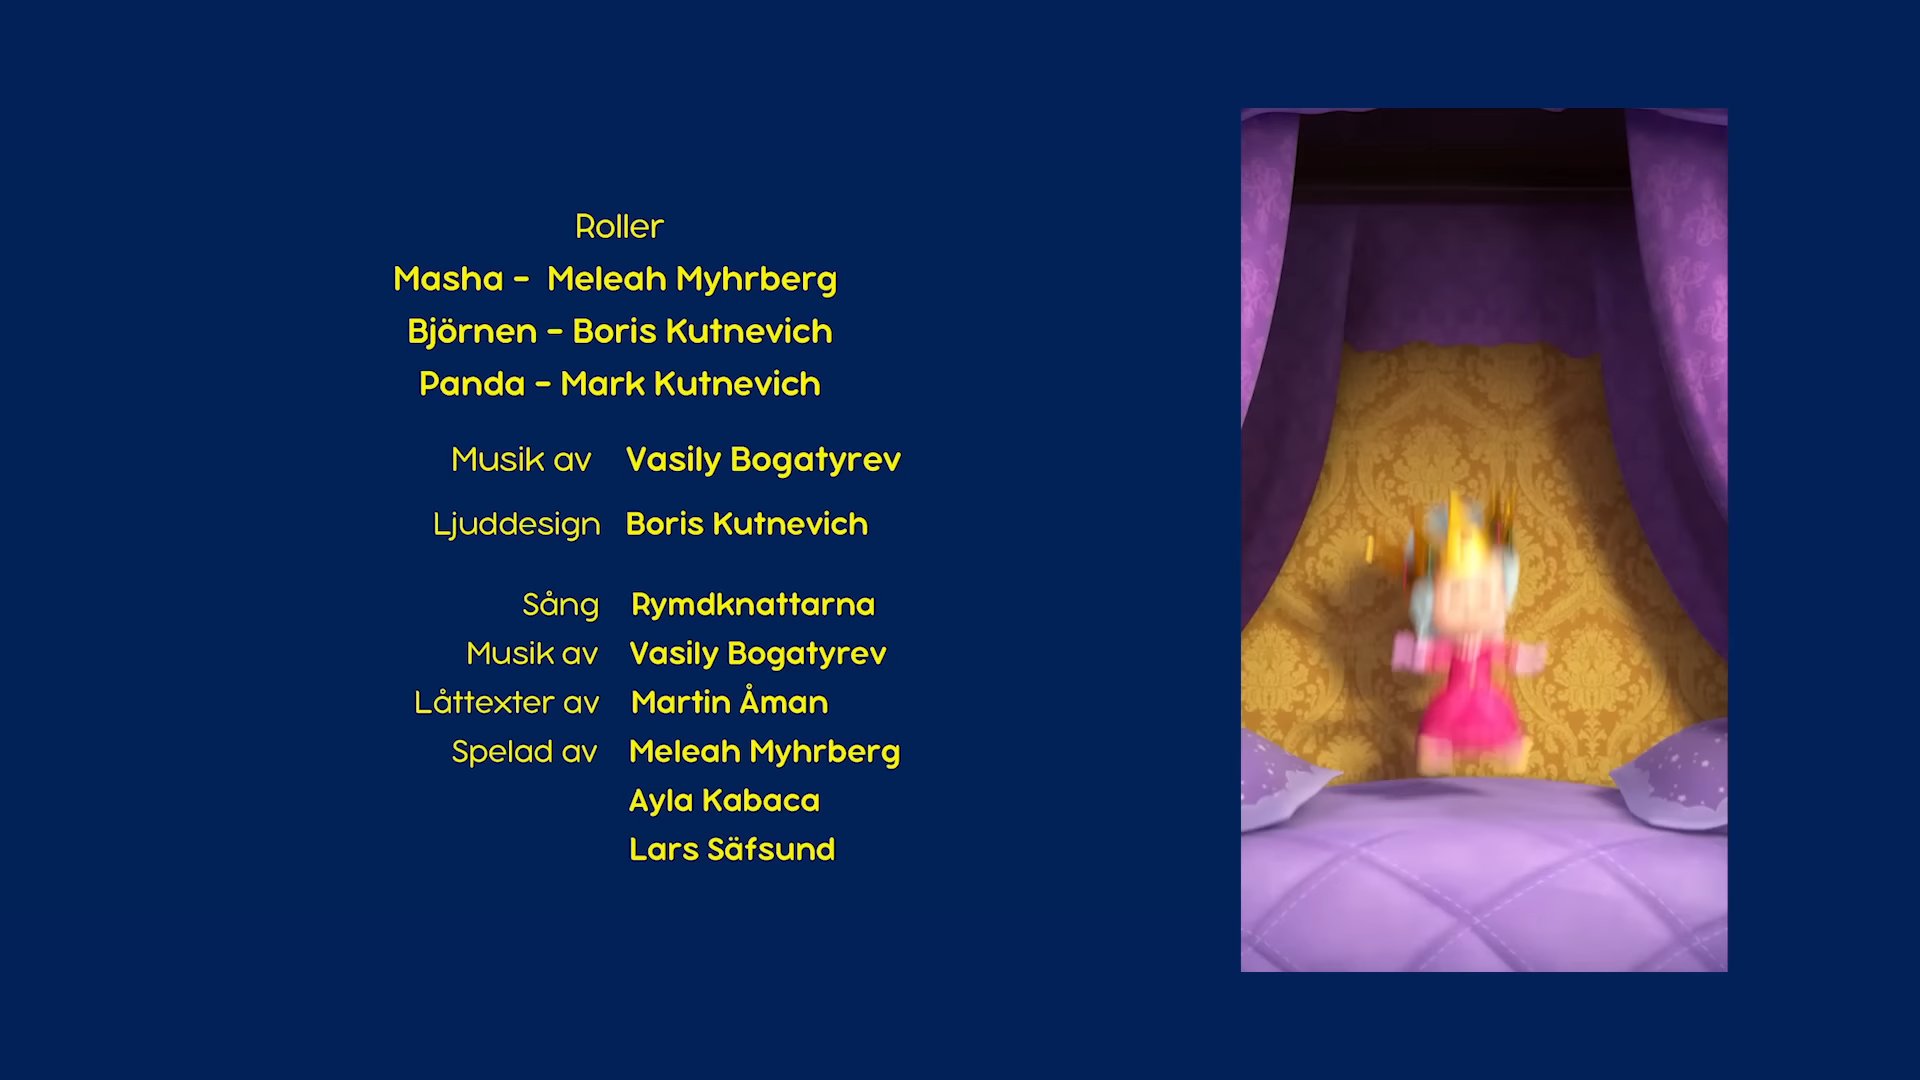 Roller
Masha - Meleah Myhrberg
Björnen - Boris Kutnevich
Panda - Mark Kutnevich
Musik av Vasily Bogatyrev
Ljuddesign Boris Kutnevich
Sång Rymdknattarna
Musik av Vasily Bogatyrev
Låttexter av Martin Åman
Spelad av Meleah Myhrberg
Ayla Kabaca
Lars Säfsund